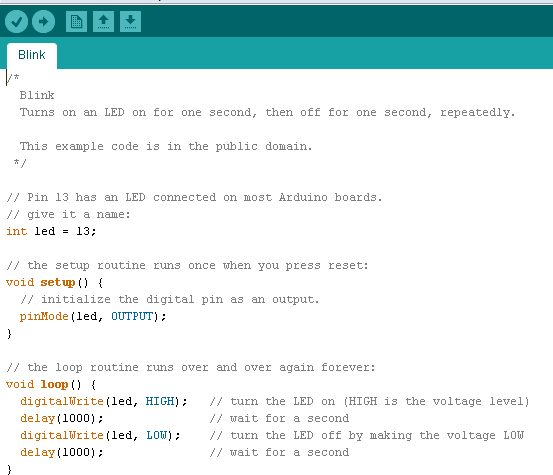 Blink
/*
  Blink
  Turns on an LED on for one second, then off for one second, repeatedly.

  This example code is in the public domain.
 */

// Pin 13 has an LED connected on most Arduino boards.
// give it a name:
int led = 13;

// the setup routine runs once when you press reset:
void setup() {
  // initialize the digital pin as an output.
  pinMode(led, OUTPUT);
}

// the loop routine runs over and over again forever:
void loop() {
  digitalWrite(led, HIGH);   // turn the LED on (HIGH is the voltage level)
  delay(1000);               // wait for a second
  digitalWrite(led, LOW);    // turn the LED off by making the voltage LOW
  delay(1000);               // wait for a second
}